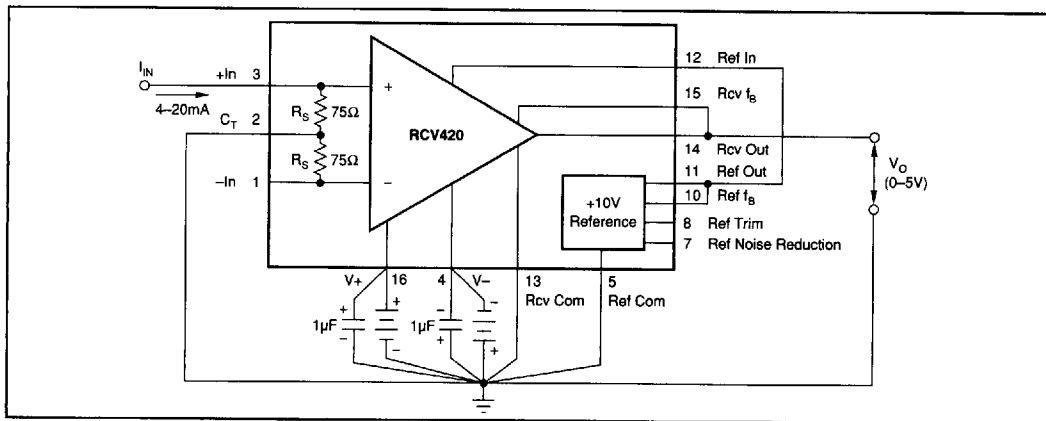 12 Ref In
I_IN
+In 3
15 Rcv f_B
4–20mA
R_S 75Ω
+
C_T 2
RCV420
R_S 75Ω
14 Rcv Out
V_O
(0–5V)
–In 1
–
11 Ref Out
10 Ref f_B
+10V
Reference
8 Ref Trim
7 Ref Noise Reduction
V+ 16 4 V– 13 5
Rcv Com Ref Com
+ + – –
1µF 1µF
– – + +